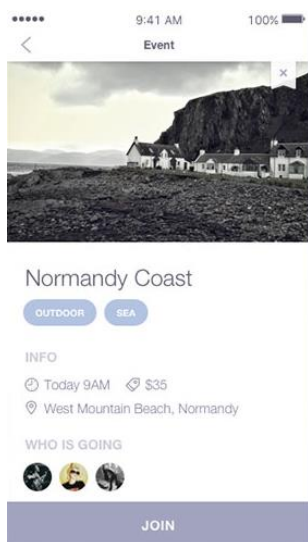 9:41 AM 100%
Event
Normandy Coast
OUTDOOR SEA
INFO
Today 9AM $35
West Mountain Beach, Normandy
WHO IS GOING
JOIN